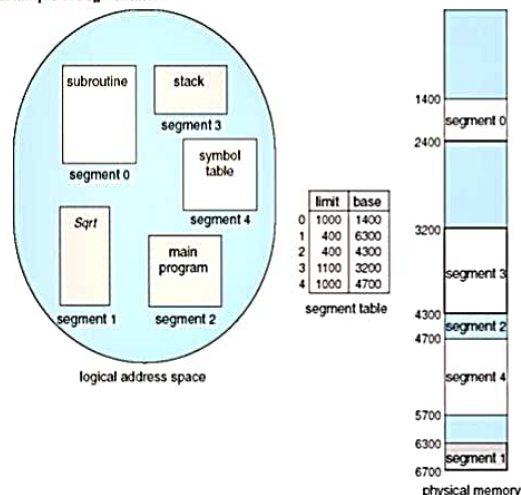 subroutine
segment 0
stack
segment 3
symbol
table
segment 4
Sqrt
segment 1
main
program
segment 2
logical address space
limit base
0 1000 1400
1 400 6300
2 400 4300
3 1100 3200
4 1000 4700
segment table
1400
segment 0
2400
3200
segment 3
4300
segment 2
4700
segment 4
5700
6300
segment 1
6700
physical memory